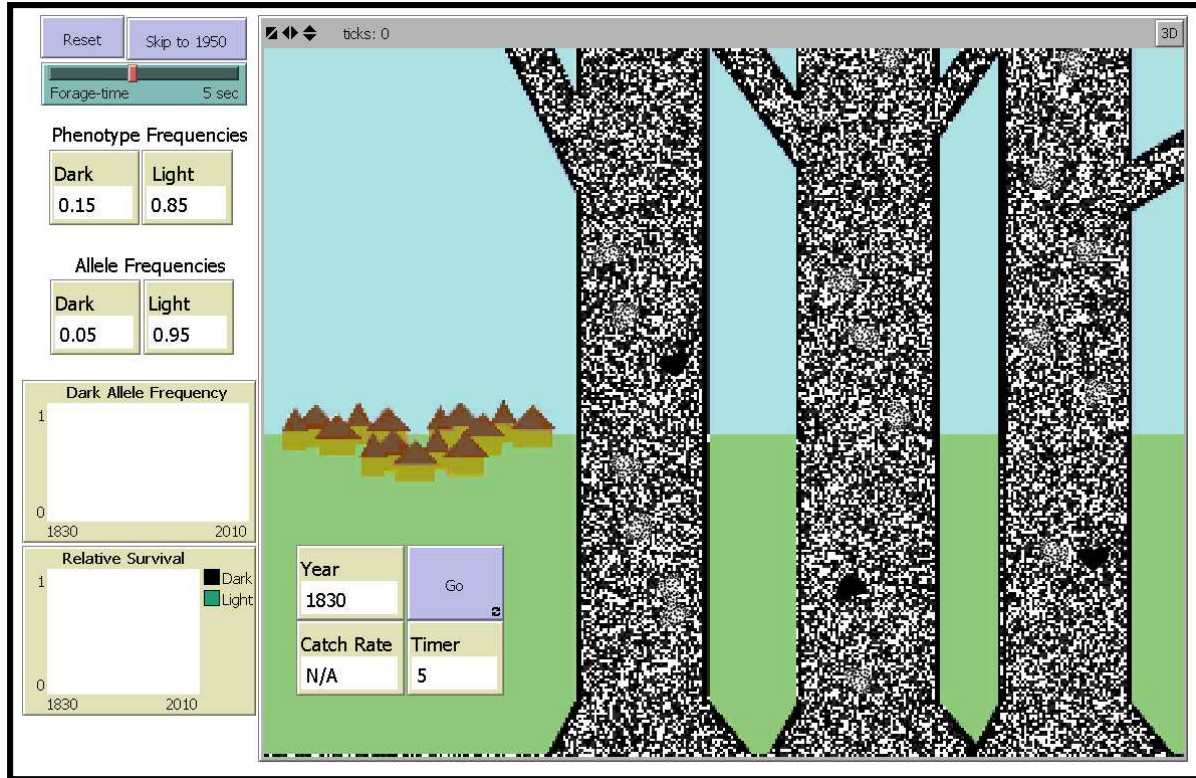 Reset
Skip to 1950
ticks: 0
3D
Forage-time 5 sec
Phenotype Frequencies
Dark Light
0.15 0.85
Allele Frequencies
Dark Light
0.05 0.95
Dark Allele Frequency
1
0
1830 2010
Relative Survival
1
Dark
Light
0
1830 2010
Year
1830
Go
Catch Rate Timer
N/A 5